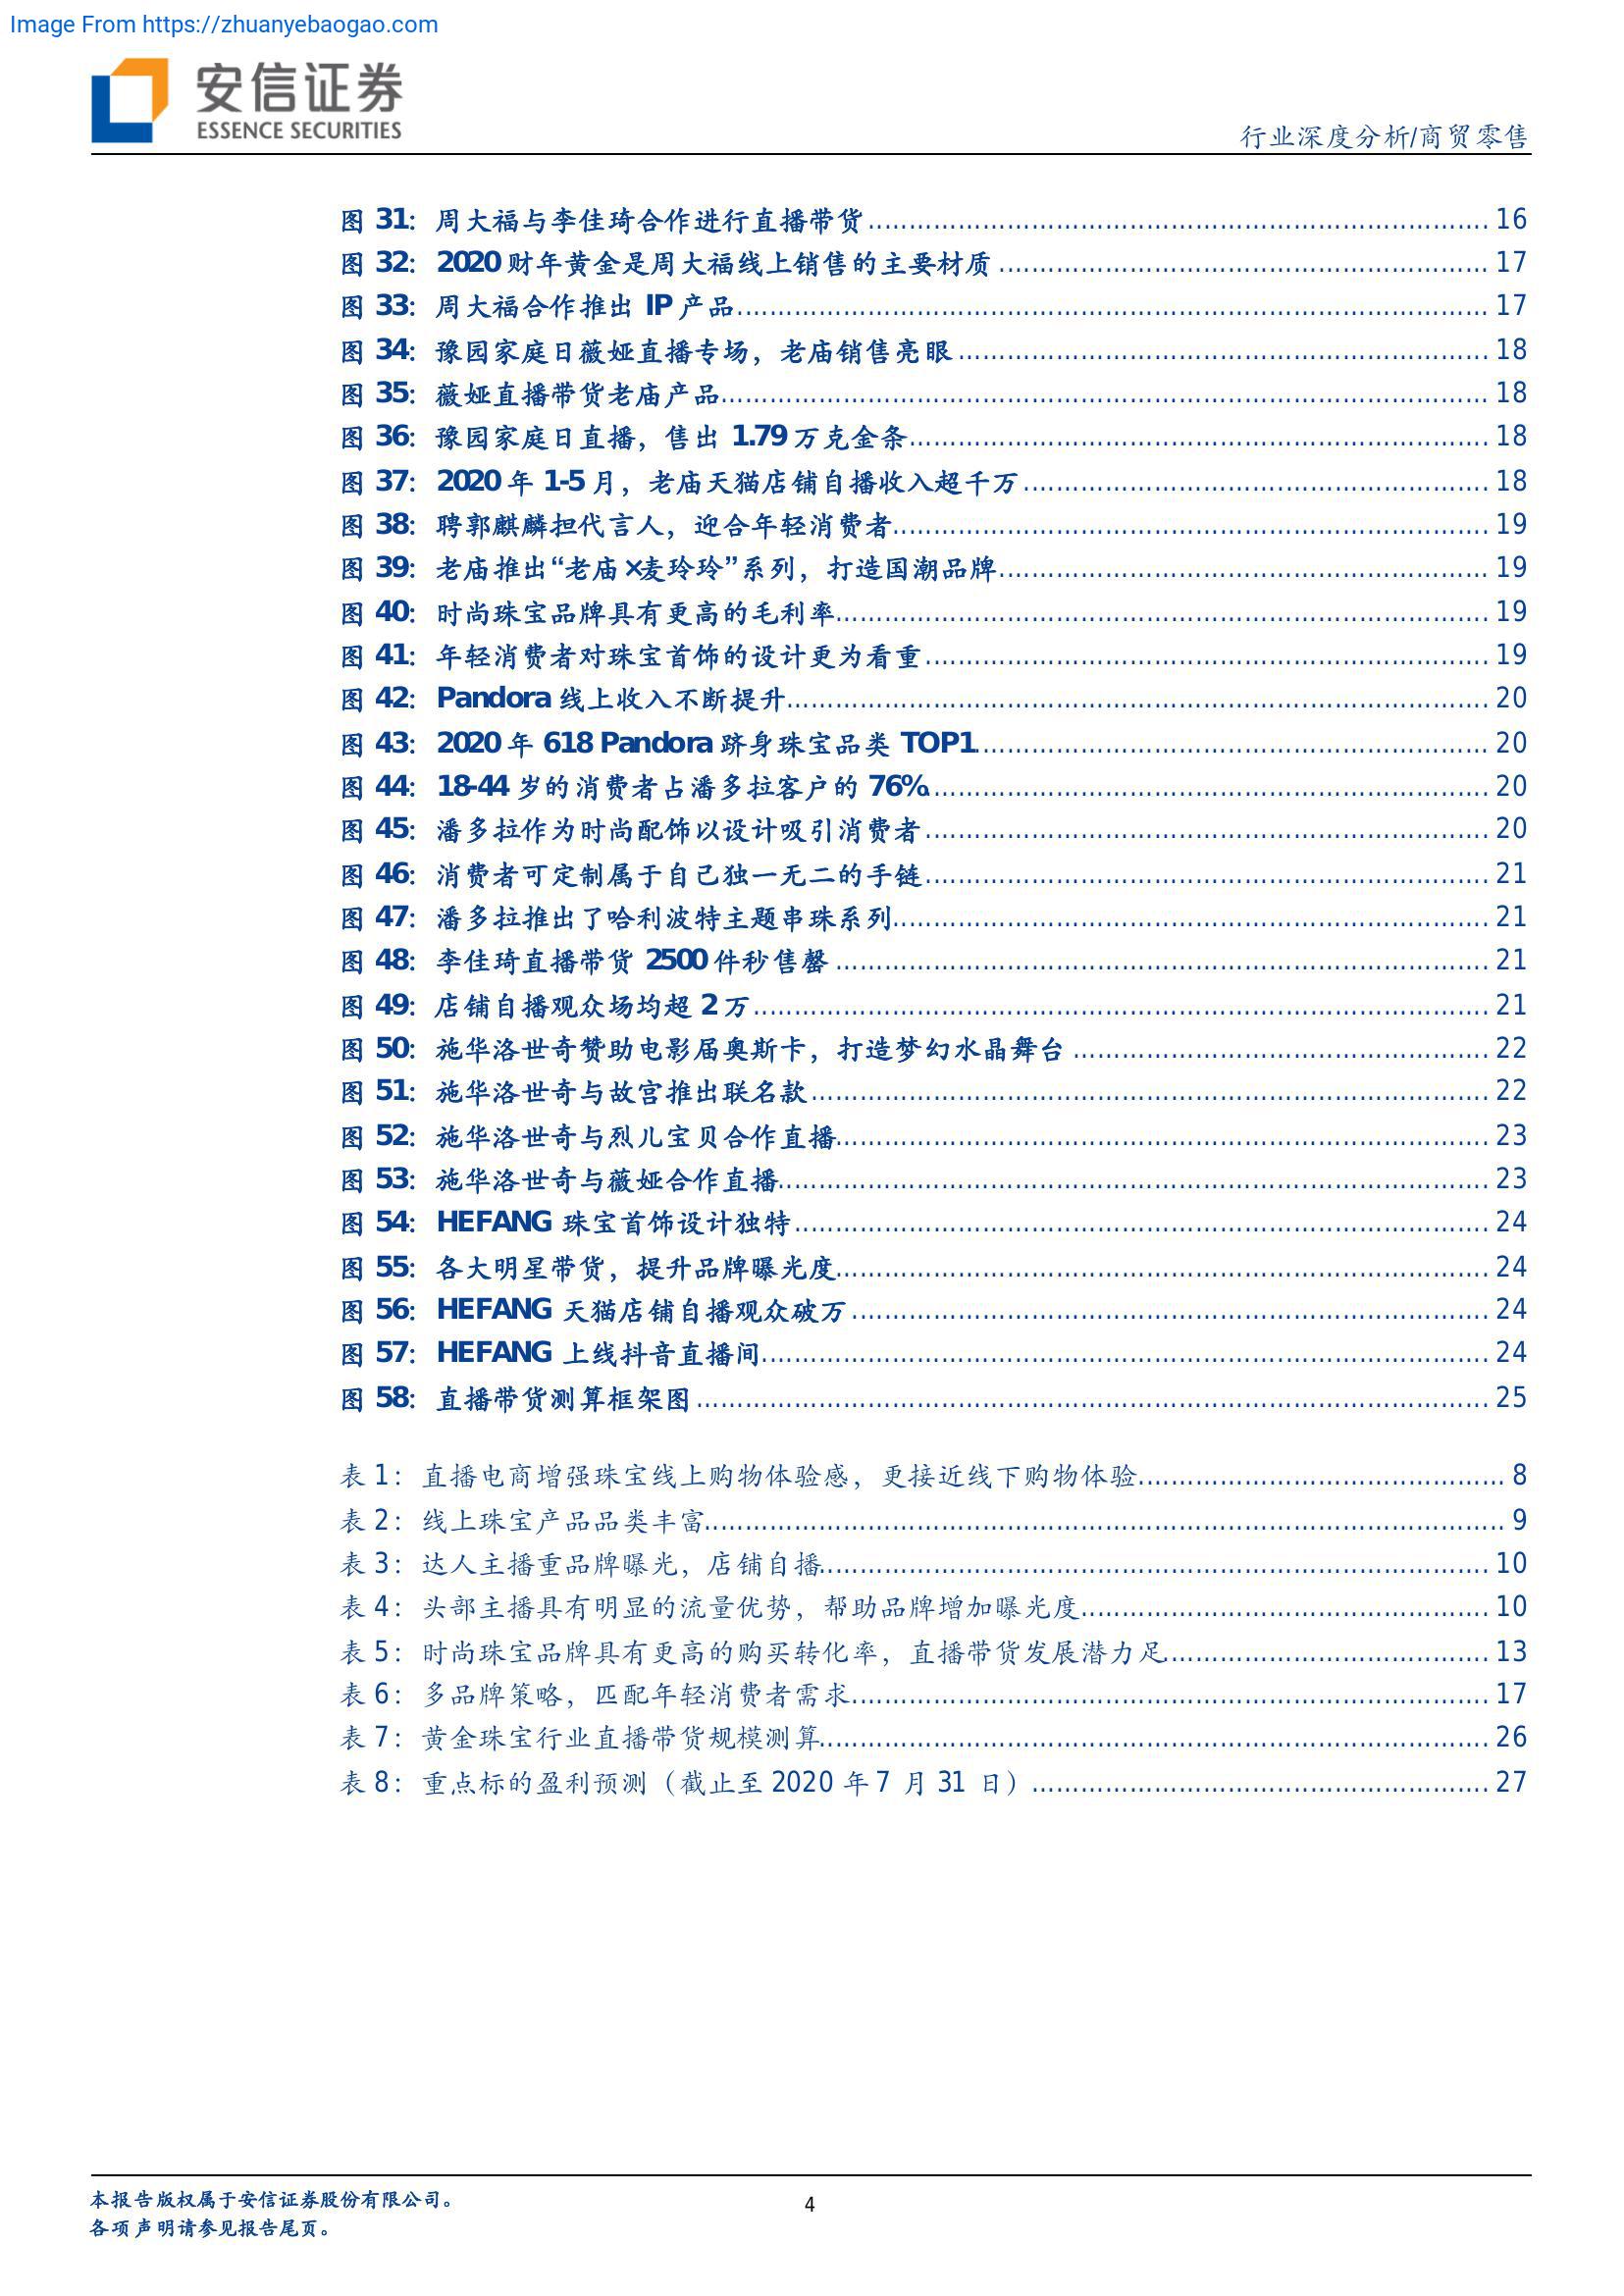 Image From https://zhuanyebaogao.com
安信证券
ESSENCE SECURITIES
行业深度分析/商贸零售
图 31：周大福与李佳琦合作进行直播带货 16
图 32：2020 财年黄金是周大福线上销售的主要材质 17
图 33：周大福合作推出 IP 产品 17
图 34：豫园家庭日薇娅直播专场，老庙销售亮眼 18
图 35：薇娅直播带货老庙产品 18
图 36：豫园家庭日直播，售出 1.79 万克金条 18
图 37：2020 年 1-5 月，老庙天猫店铺自播收入超千万 18
图 38：聘郭麒麟担代言人，迎合年轻消费者 19
图 39：老庙推出“老庙×麦玲玲”系列，打造国潮品牌 19
图 40：时尚珠宝品牌具有更高的毛利率 19
图 41：年轻消费者对珠宝首饰的设计更为看重 19
图 42：Pandora 线上收入不断提升 20
图 43：2020 年 618 Pandora 跻身珠宝品类 TOP1 20
图 44：18-44 岁的消费者占潘多拉客户的 76% 20
图 45：潘多拉作为时尚配饰以设计吸引消费者 20
图 46：消费者可定制属于自己独一无二的手链 21
图 47：潘多拉推出了哈利波特主题串珠系列 21
图 48：李佳琦直播带货 2500 件秒售罄 21
图 49：店铺自播观众场均超 2 万 21
图 50：施华洛世奇赞助电影届奥斯卡，打造梦幻水晶舞台 22
图 51：施华洛世奇与故宫推出联名款 22
图 52：施华洛世奇与烈儿宝贝合作直播 23
图 53：施华洛世奇与薇娅合作直播 23
图 54：HEFANG 珠宝首饰设计独特 24
图 55：各大明星带货，提升品牌曝光度 24
图 56：HEFANG 天猫店铺自播观众破万 24
图 57：HEFANG 上线抖音直播间 24
图 58：直播带货测算框架图 25
表 1：直播电商增强珠宝线上购物体验感，更接近线下购物体验 8
表 2：线上珠宝产品品类丰富 9
表 3：达人主播重品牌曝光，店铺自播 10
表 4：头部主播具有明显的流量优势，帮助品牌增加曝光度 10
表 5：时尚珠宝品牌具有更高的购买转化率，直播带货发展潜力足 13
表 6：多品牌策略，匹配年轻消费者需求 17
表 7：黄金珠宝行业直播带货规模测算 26
表 8：重点标的盈利预测（截止至 2020 年 7 月 31 日） 27
本报告版权属于安信证券股份有限公司。
各项声明请参见报告尾页。
4